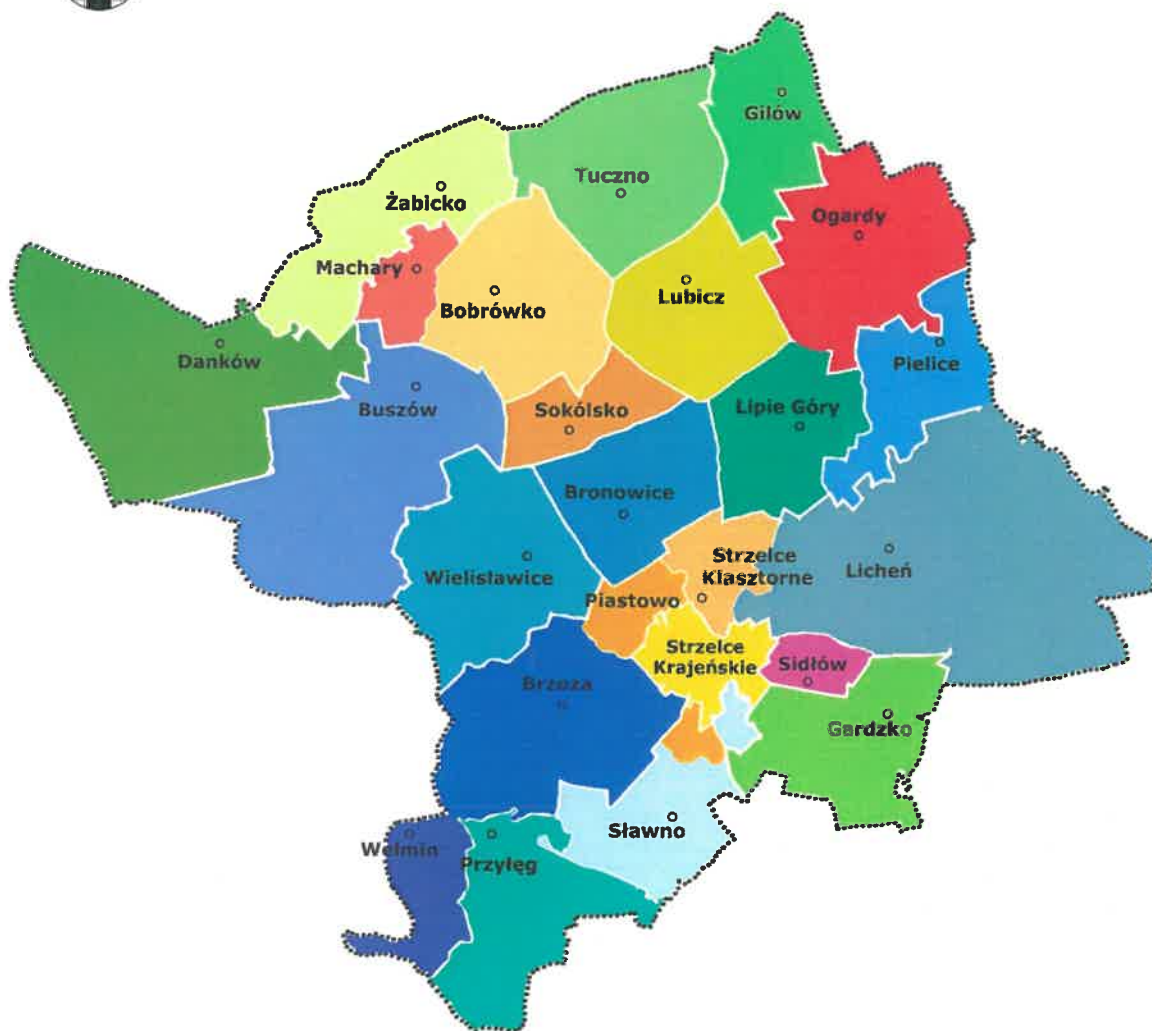 Gilów
Tuczno
Żabicko
Ogardy
Machary
Lubicz
Bobrówko
Danków
Pielice
Buszów
Sokólsko
Lipie Góry
Bronowice
Strzelce
Klasztorne
Licheń
Wielisławice
Piastowo
Strzelce
Krajeńskie
Sidłów
Brzoza
Gardzko
Sławno
Wełmin
Przyłęg